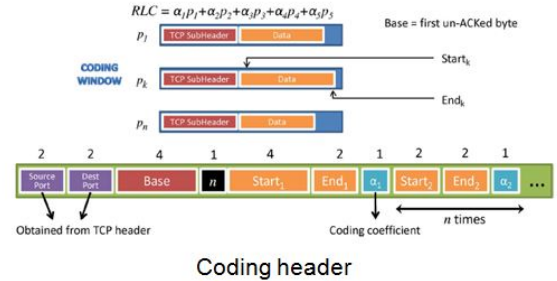 RLC = α₁p₁+α₂p₂+α₃p₃+α₄p₄+α₅p₅
p₁ TCP SubHeader Data
Base = first un-ACKed byte
CODING WINDOW
pₖ TCP SubHeader Data
Startₖ
Endₖ
pₙ TCP SubHeader Data
2 2 4 1 4 2 1 2 2 1
Source Port Dest Port Base n Start₁ End₁ α₁ Start₂ End₂ α₂ ...
Obtained from TCP header
Coding coefficient
n times
Coding header